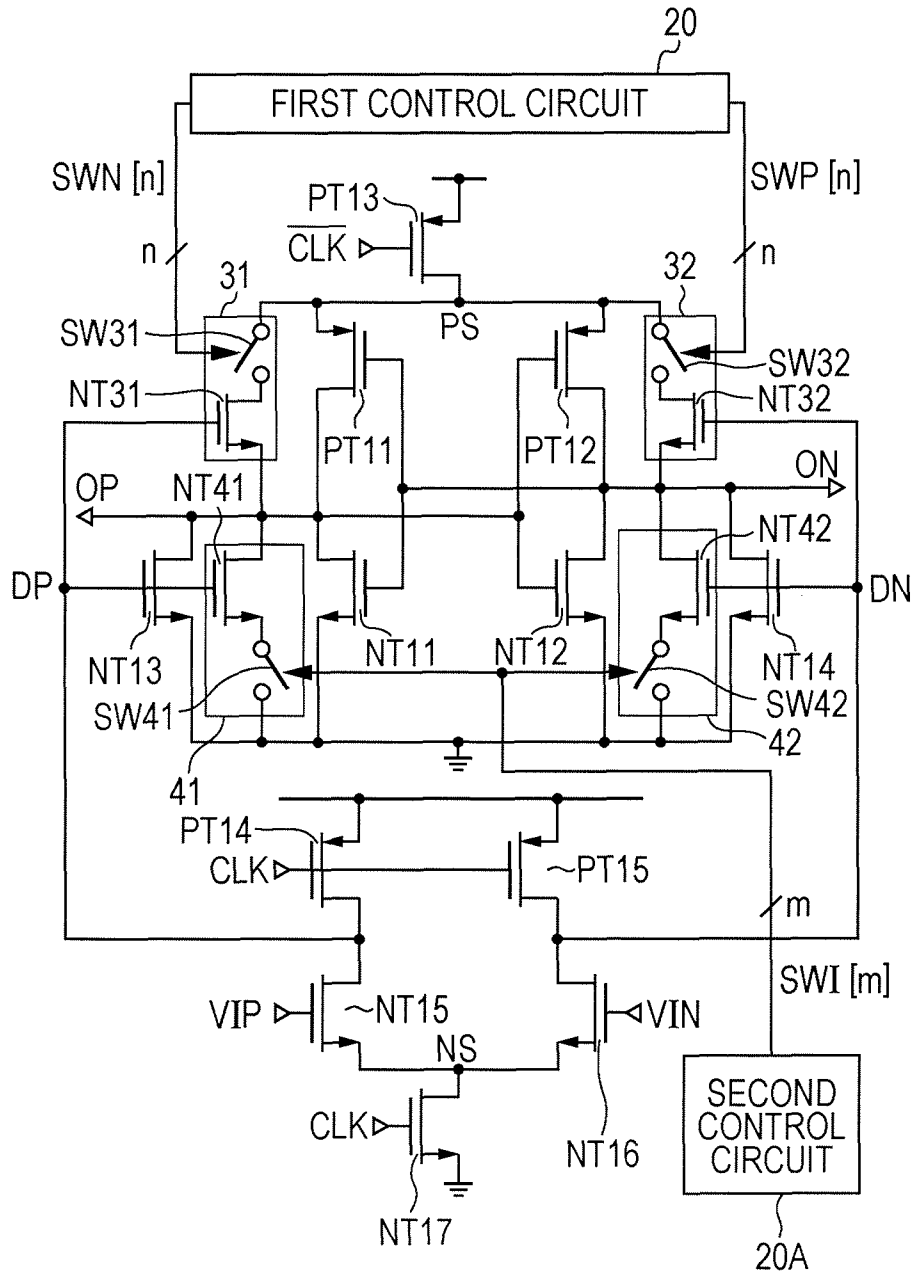 20
FIRST CONTROL CIRCUIT
SWN [n]
SWP [n]
PT13
CLK
n
n
31
32
PS
SW31
SW32
NT31
NT32
PT11
PT12
OP
NT41
ON
NT42
DP
DN
NT13
NT11
NT12
NT14
SW41
SW42
41
42
PT14
CLK
PT15
m
SWI [m]
VIP
NT15
VIN
NS
CLK
NT16
SECOND
CONTROL
CIRCUIT
NT17
20A